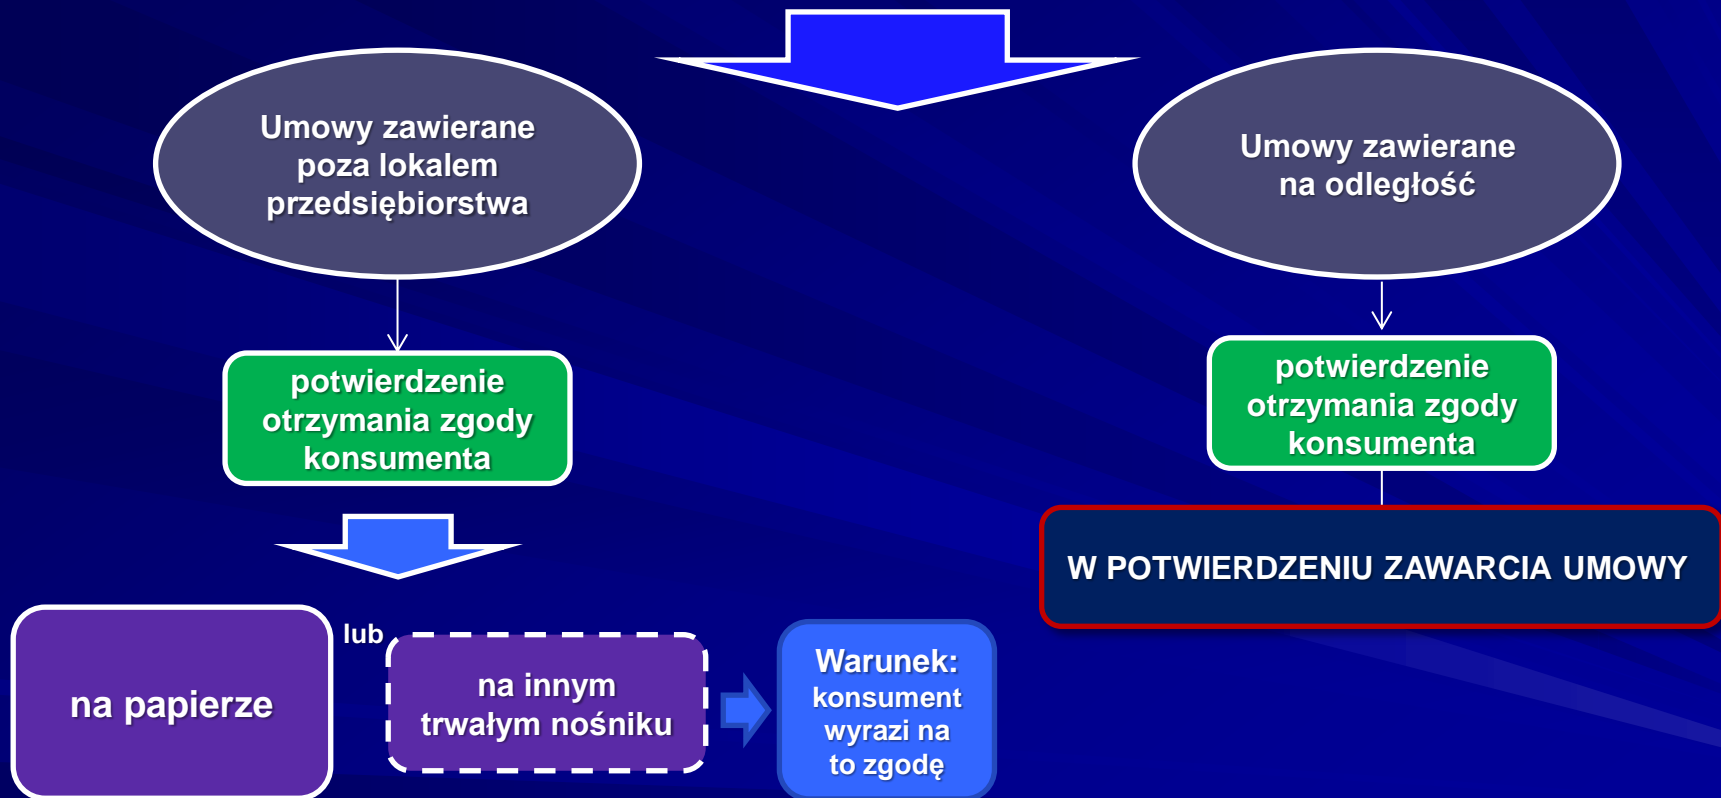 Umowy zawierane
poza lokalem
przedsiębiorstwa
Umowy zawierane
na odległość
potwierdzenie
otrzymania zgody
konsumenta
potwierdzenie
otrzymania zgody
konsumenta
W POTWIERDZENIU ZAWARCIA UMOWY
na papierze
lub
na innym
trwałym nośniku
Warunek:
konsument
wyrazi na
to zgodę